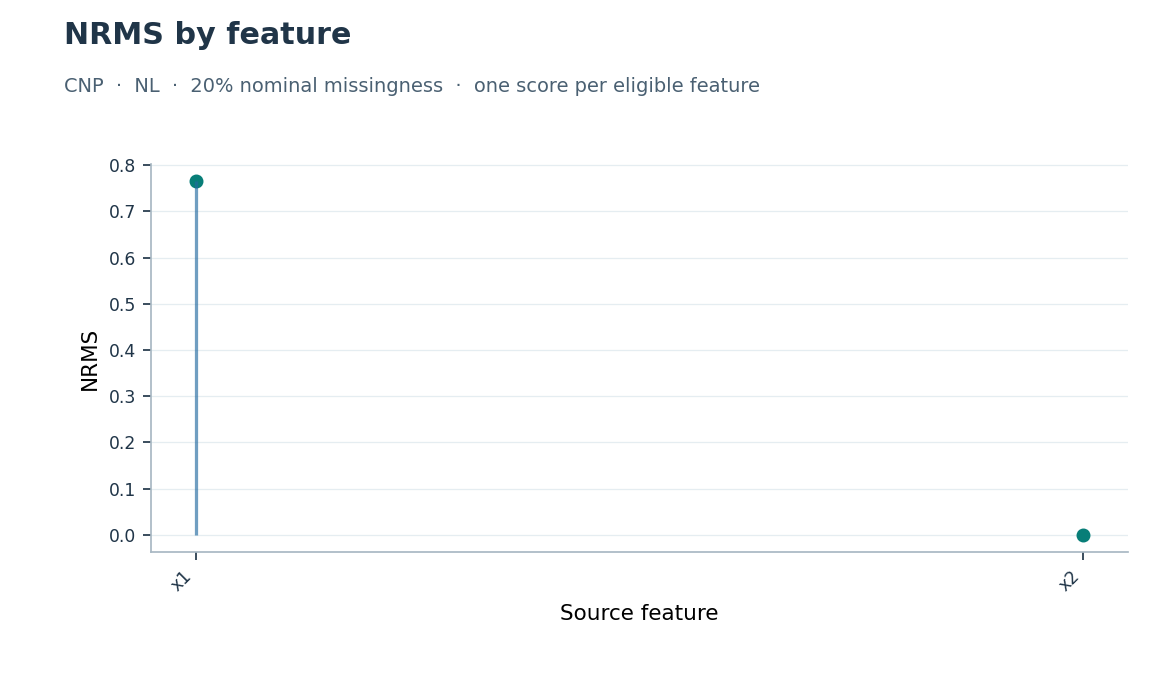 NRMS by feature
CNP · NL · 20% nominal missingness · one score per eligible feature
0.8
0.7
0.6
0.5
0.4
0.3
0.2
0.1
0.0
NRMS
x1
x2
Source feature